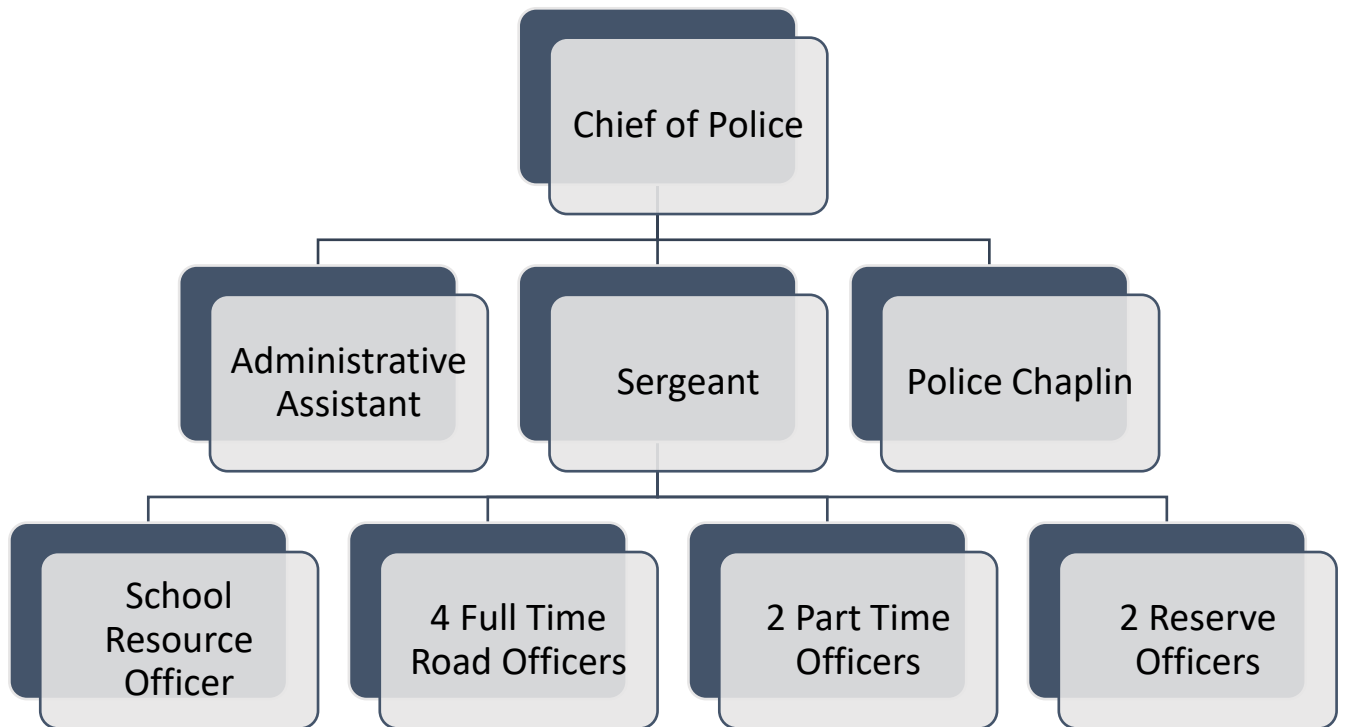 Chief of Police
Administrative
Assistant
Sergeant
Police Chaplin
School
Resource
Officer
4 Full Time
Road Officers
2 Part Time
Officers
2 Reserve
Officers